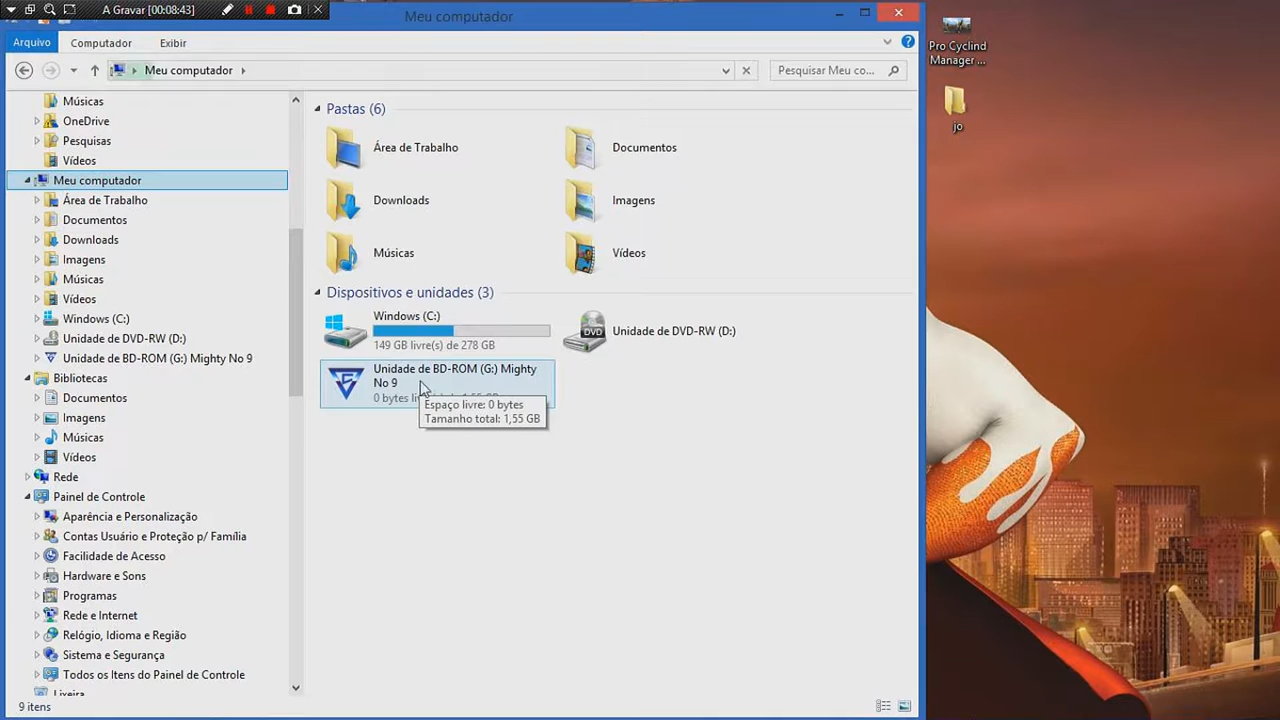 A Gravar [00:08:43]
Meu computador
Arquivo
Computador
Exibir
Meu computador
Pesquisar Meu co...
Músicas
OneDrive
Pesquisas
Vídeos
Meu computador
Área de Trabalho
Documentos
Downloads
Imagens
Músicas
Vídeos
Windows (C:)
Unidade de DVD-RW (D:)
Unidade de BD-ROM (G:) Mighty No 9
Bibliotecas
Documentos
Imagens
Músicas
Vídeos
Rede
Painel de Controle
Aparência e Personalização
Contas Usuário e Proteção p/ Família
Facilidade de Acesso
Hardware e Sons
Programas
Rede e Internet
Relógio, Idioma e Região
Sistema e Segurança
Todos os Itens do Painel de Controle
Lixeira
Pastas (6)
Área de Trabalho
Documentos
Downloads
Imagens
Músicas
Vídeos
Dispositivos e unidades (3)
Windows (C:)
149 GB livre(s) de 278 GB
DVD
Unidade de DVD-RW (D:)
Unidade de BD-ROM (G:) Mighty
No 9
0 bytes
Espaço livre: 0 bytes
Tamanho total: 1,55 GB
9 itens
Pro Cyclind
Manager ...
jo